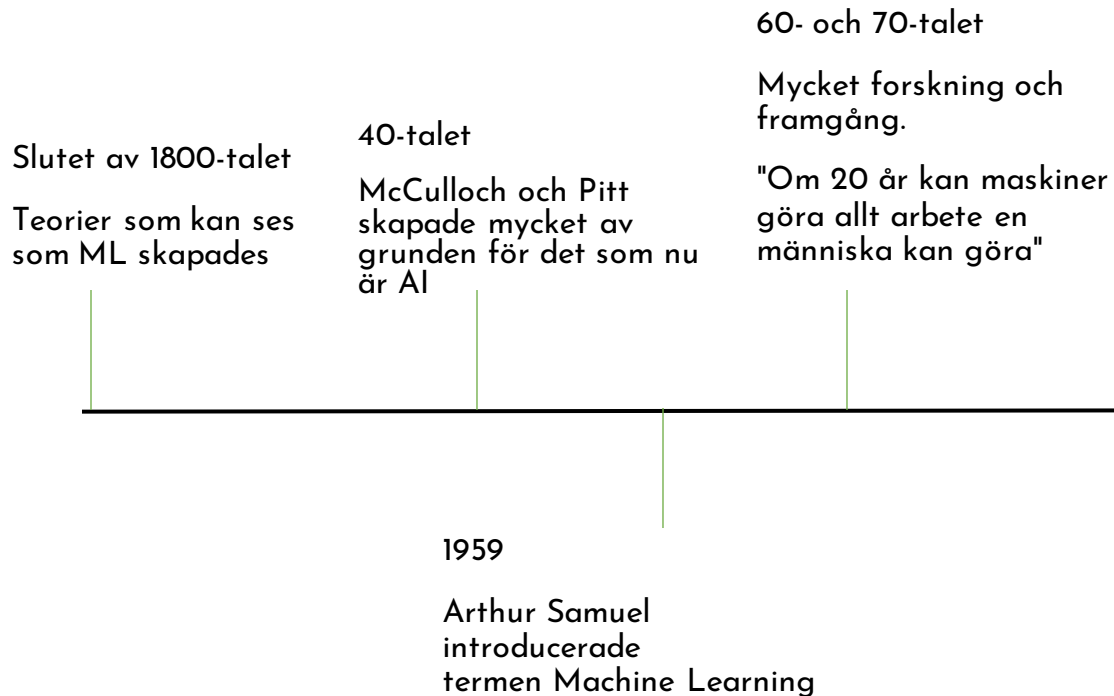 Slutet av 1800-talet
Teorier som kan ses
som ML skapades
40-talet
McCulloch och Pitt
skapade mycket av
grunden för det som nu
är AI
1959
Arthur Samuel
introducerade
termen Machine Learning
60- och 70-talet
Mycket forskning och
framgång.
"Om 20 år kan maskiner
göra allt arbete en
människa kan göra"